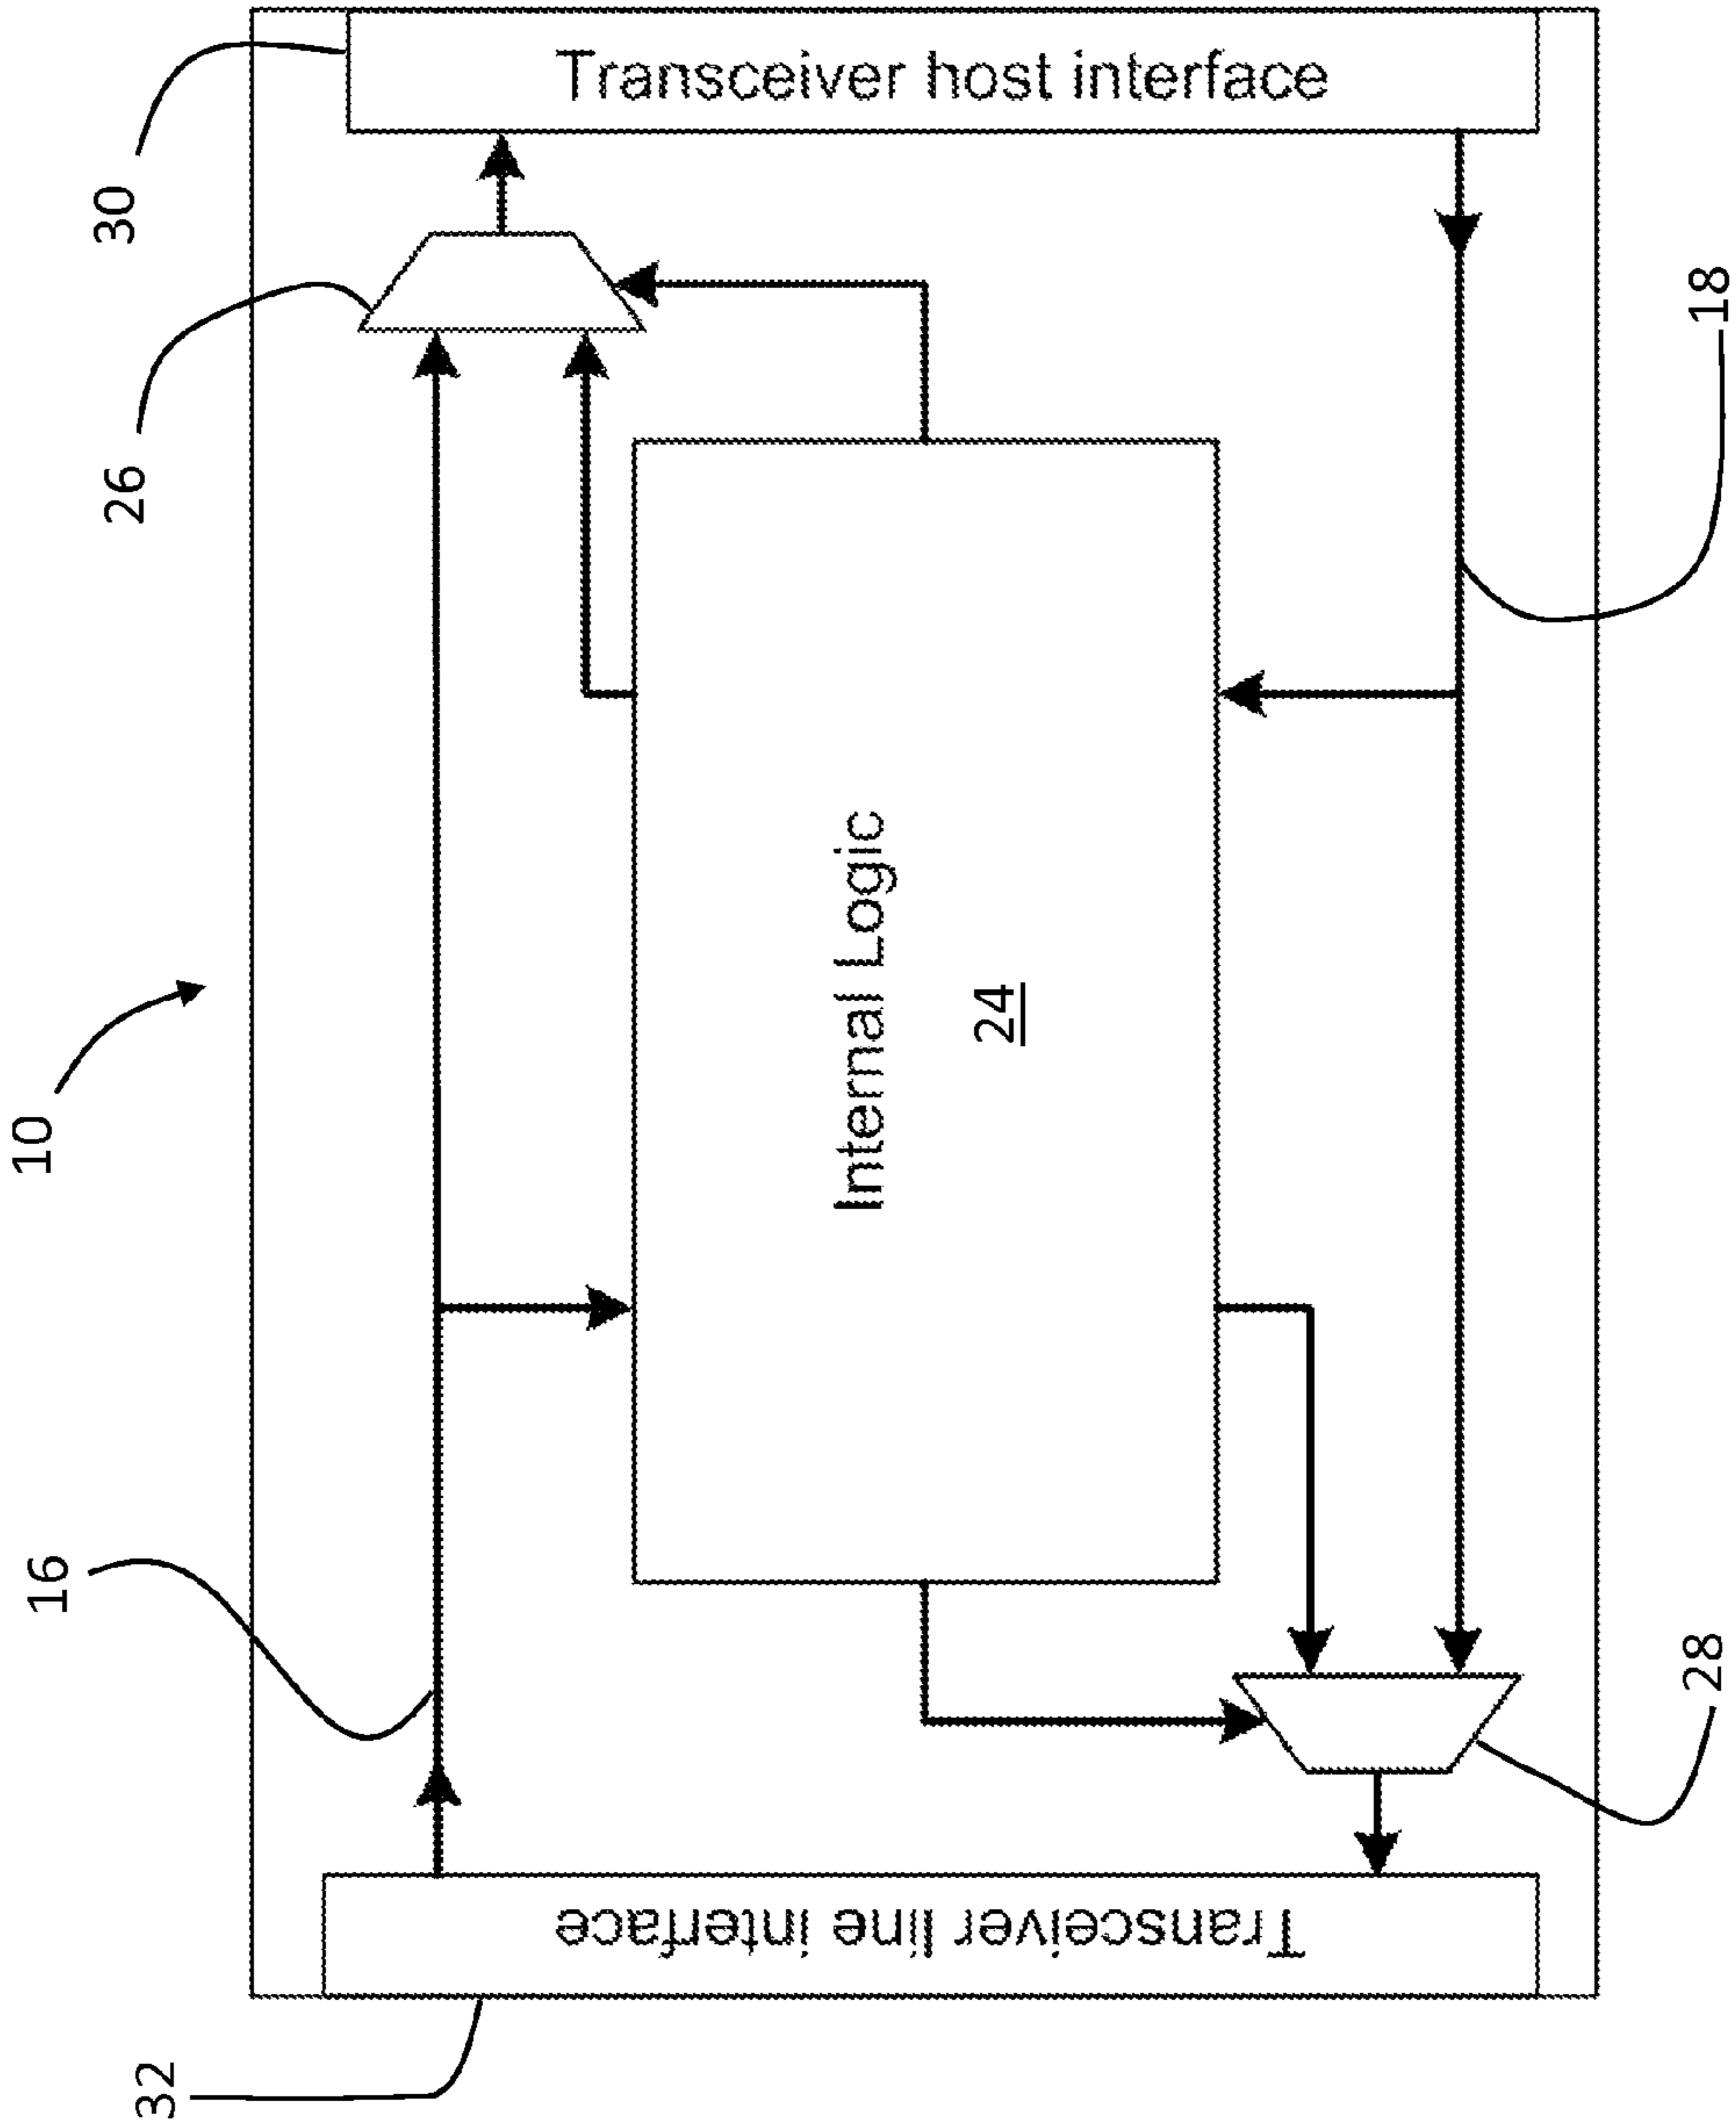 10
16
18
30
Transceiver host interface
26
Internal Logic
24
28
Transceiver line interface
32